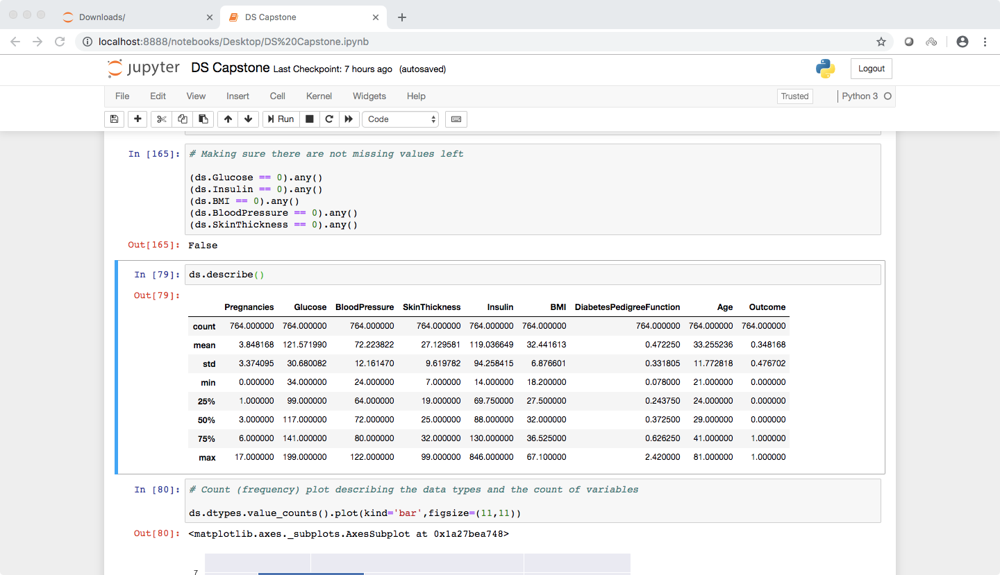 Downloads/
DS Capstone
localhost:8888/notebooks/Desktop/DS%20Capstone.ipynb
jupyter DS Capstone Last Checkpoint: 7 hours ago (autosaved)
Logout
File Edit View Insert Cell Kernel Widgets Help
Trusted
Python 3
Run
Code
In [165]:
# Making sure there are not missing values left
(ds.Glucose == 0).any()
(ds.Insulin == 0).any()
(ds.BMI == 0).any()
(ds.BloodPressure == 0).any()
(ds.SkinThickness == 0).any()
Out[165]: False
In [79]: ds.describe()
Out[79]:
Pregnancies Glucose BloodPressure SkinThickness Insulin BMI DiabetesPedigreeFunction Age Outcome
count 764.000000 764.000000 764.000000 764.000000 764.000000 764.000000 764.000000 764.000000 764.000000
mean 3.848168 121.571990 72.223822 27.129581 119.036649 32.441613 0.472250 33.255236 0.348168
std 3.374095 30.680082 12.161470 9.619782 94.258415 6.876601 0.331805 11.772818 0.476702
min 0.000000 34.000000 24.000000 7.000000 14.000000 18.200000 0.078000 21.000000 0.000000
25% 1.000000 99.000000 64.000000 19.000000 69.750000 27.500000 0.243750 24.000000 0.000000
50% 3.000000 117.000000 72.000000 25.000000 88.000000 32.000000 0.372500 29.000000 0.000000
75% 6.000000 141.000000 80.000000 32.000000 130.000000 36.525000 0.626250 41.000000 1.000000
max 17.000000 199.000000 122.000000 99.000000 846.000000 67.100000 2.420000 81.000000 1.000000
In [80]:
# Count (frequency) plot describing the data types and the count of variables
ds.dtypes.value_counts().plot(kind='bar',figsize=(11,11))
Out[80]: <matplotlib.axes._subplots.AxesSubplot at 0x1a27bea748>
7